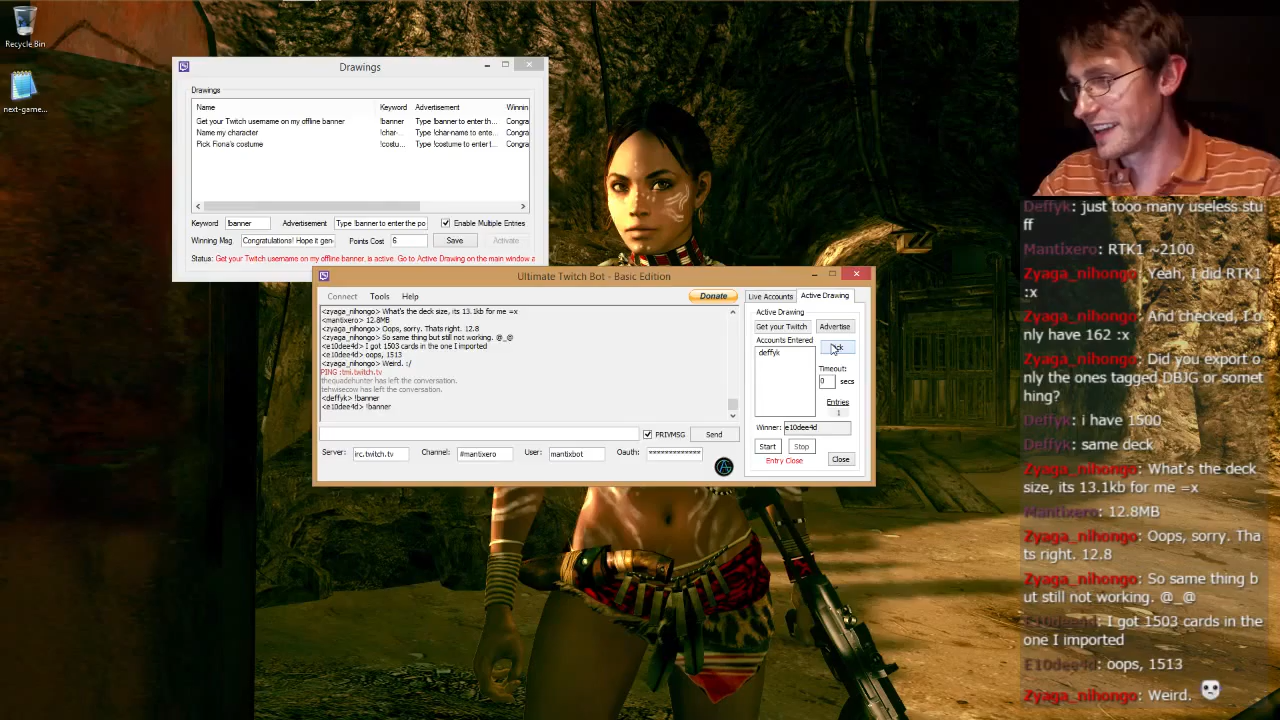 Recycle Bin
next-game...
Drawings
Drawings
Name Keyword Advertisement Winnin
Get your Twitch username on my offline banner !banner Type !banner to enter th... Congra
Name my character !char-... Type !char-name to ente... Congra
Pick Fiona's costume !costu... Type !costume to enter t... Congra
Keyword !banner Advertisement Type !banner to enter the po Enable Multiple Entries
Winning Msg Congratulations! Hope it gen Points Cost 6 Save Activate
Status: Get your Twitch username on my offline banner, is active. Go to Active Drawing on the main window a
Ultimate Twitch Bot - Basic Edition
Connect Tools Help Donate
<zyaga_nihongo> What's the deck size, its 13.1kb for me =x
<mantixero> 12.8MB
<zyaga_nihongo> Oops, sorry. Thats right. 12.8
<zyaga_nihongo> So same thing but still not working. @_@
<e10dee4d> I got 1503 cards in the one I imported
<e10dee4d> oops, 1513
<zyaga_nihongo> Weird. :/
PING :tmi.twitch.tv
thequadehunter has left the conversation.
tehwisecow has left the conversation.
<deffyk> !banner
<e10dee4d> !banner
PRIVMSG Send
Server: irc.twitch.tv Channel: #mantixero User: mantixbot Oauth: *************
Live Accounts Active Drawing
Active Drawing
Get your Twitch Advertise
Accounts Entered
deffyk
Timeout:
0 secs
Entries
1
Winner: e10dee4d
Start Stop
Entry Close Close
Deffyk: just tooo many useless stu
ff
Mantixero: RTK1 ~2100
Zyaga_nihongo: Yeah, I did RTK1
:x
Zyaga_nihongo: And checked, I o
nly have 162 :x
Zyaga_nihongo: Did you export o
nly the ones tagged DBJG or somet
hing?
Deffyk: i have 1500
Deffyk: same deck
Zyaga_nihongo: What's the deck
size, its 13.1kb for me =x
Mantixero: 12.8MB
Zyaga_nihongo: Oops, sorry. Tha
ts right. 12.8
Zyaga_nihongo: So same thing b
ut still not working. @_@
E10dee4d: I got 1503 cards in the
one I imported
E10dee4d: oops, 1513
Zyaga_nihongo: Weird.